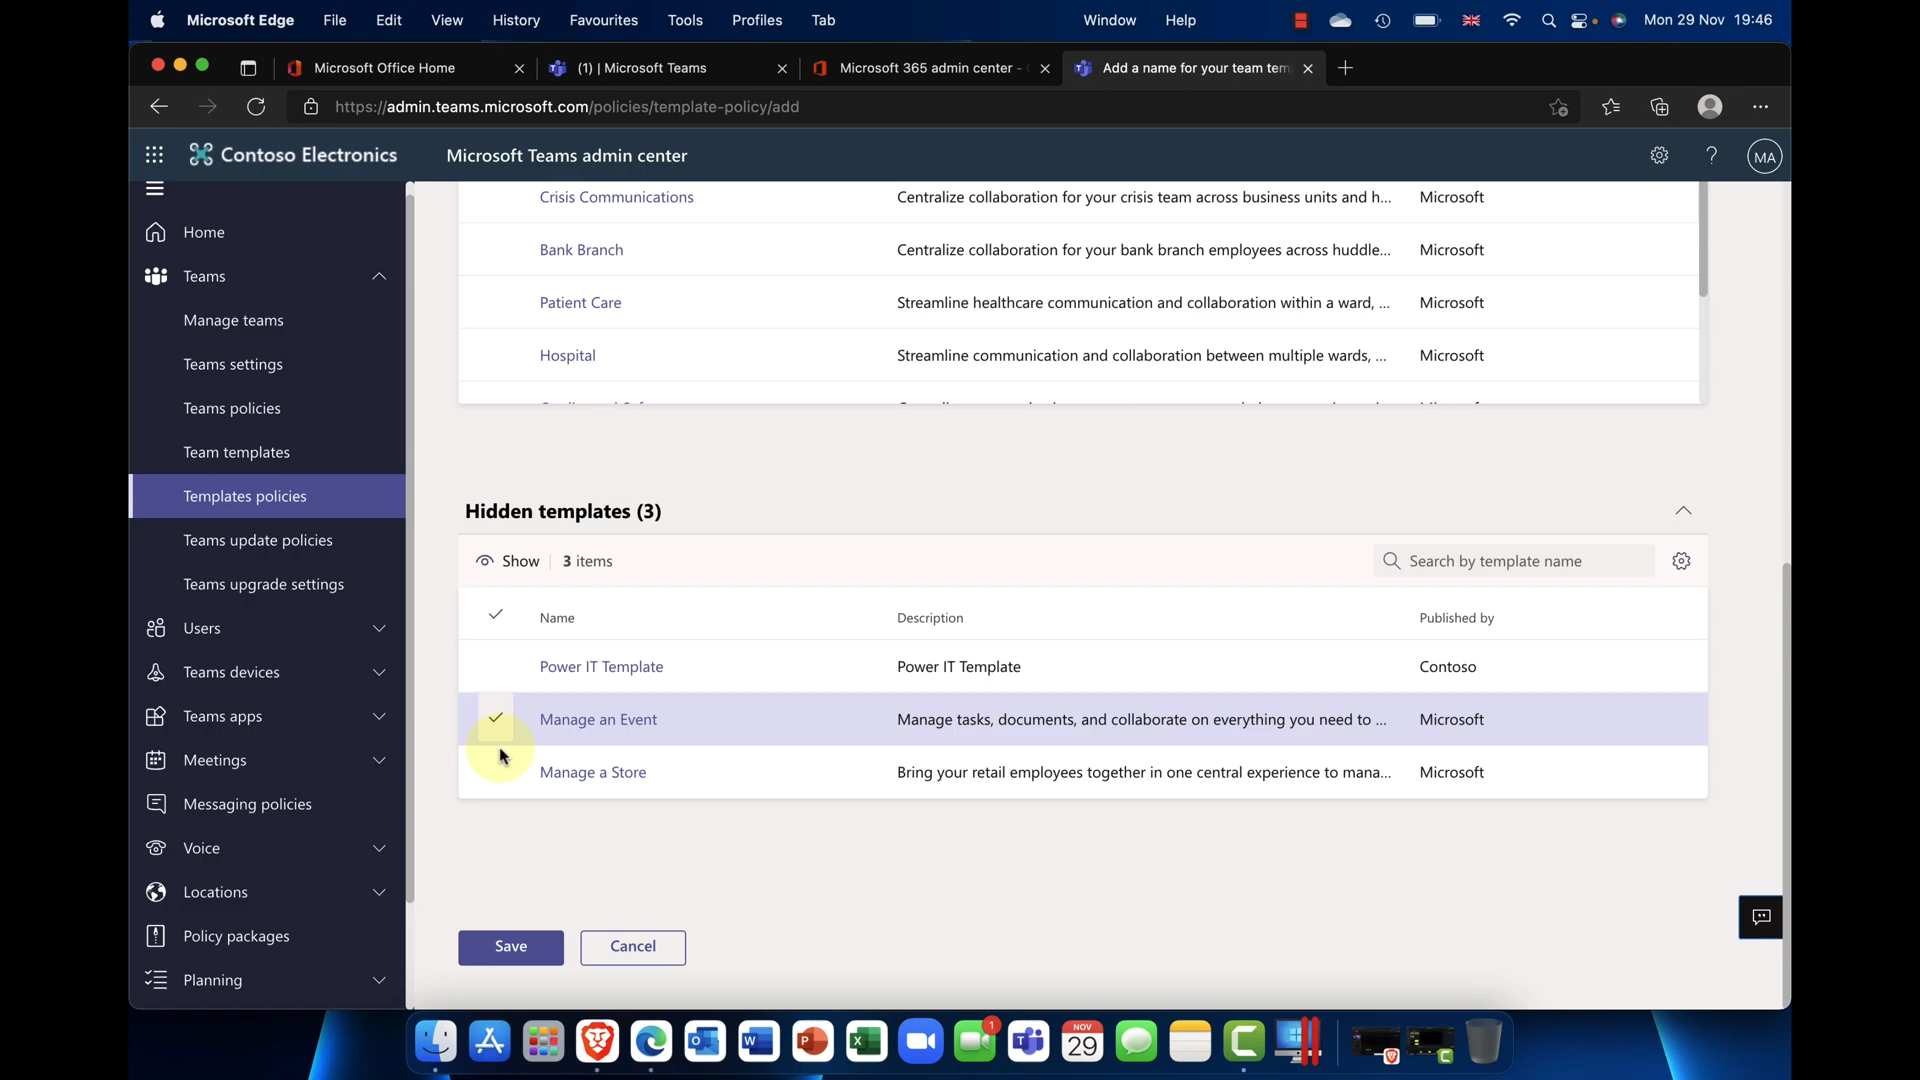 Microsoft Edge File Edit View History Favourites Tools Profiles Tab Window Help Mon 29 Nov 19:46
Microsoft Office Home (1) | Microsoft Teams Microsoft 365 admin center - Add a name for your team tem
https://admin.teams.microsoft.com/policies/template-policy/add
Contoso Electronics Microsoft Teams admin center ? MA
Home
Teams
Manage teams
Teams settings
Teams policies
Team templates
Templates policies
Teams update policies
Teams upgrade settings
Users
Teams devices
Teams apps
Meetings
Messaging policies
Voice
Locations
Policy packages
Planning
Crisis Communications Centralize collaboration for your crisis team across business units and h... Microsoft
Bank Branch Centralize collaboration for your bank branch employees across huddle... Microsoft
Patient Care Streamline healthcare communication and collaboration within a ward, ... Microsoft
Hospital Streamline communication and collaboration between multiple wards, ... Microsoft
Hidden templates (3)
Show 3 items Search by template name
Name Description Published by
Power IT Template Power IT Template Contoso
Manage an Event Manage tasks, documents, and collaborate on everything you need to ... Microsoft
Manage a Store Bring your retail employees together in one central experience to mana... Microsoft
Save Cancel
1
NOV
29